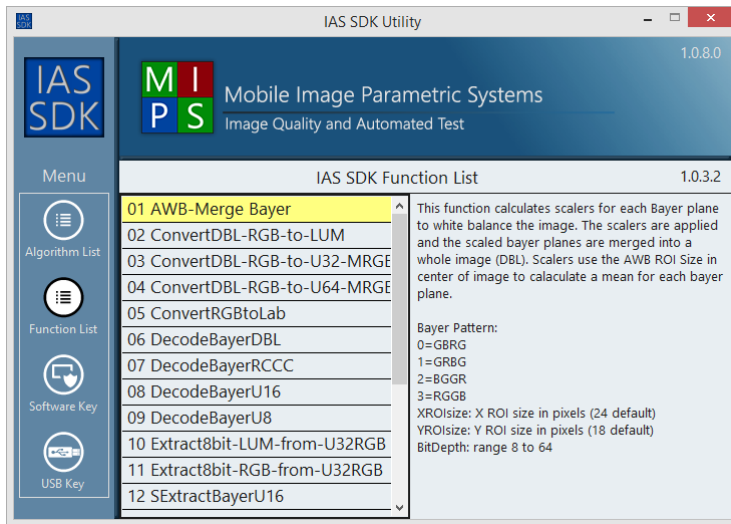 IAS
SDK
IAS SDK Utility
1.0.8.0
IAS
SDK
M I
P S
Mobile Image Parametric Systems
Image Quality and Automated Test
Menu
Algorithm List
Function List
Software Key
USB Key
IAS SDK Function List
1.0.3.2
01 AWB-Merge Bayer
02 ConvertDBL-RGB-to-LUM
03 ConvertDBL-RGB-to-U32-MRGE
04 ConvertDBL-RGB-to-U64-MRGE
05 ConvertRGBtoLab
06 DecodeBayerDBL
07 DecodeBayerRCCC
08 DecodeBayerU16
09 DecodeBayerU8
10 Extract8bit-LUM-from-U32RGB
11 Extract8bit-RGB-from-U32RGB
12 SExtractBayerU16
This function calculates scalers for each Bayer plane
to white balance the image. The scalers are applied
and the scaled bayer planes are merged into a
whole image (DBL). Scalers use the AWB ROI Size in
center of image to calaculate a mean for each bayer
plane.
Bayer Pattern:
0=GBRG
1=GRBG
2=BGGR
3=RGGB
XROIsize: X ROI size in pixels (24 default)
YROIsize: Y ROI size in pixels (18 default)
BitDepth: range 8 to 64